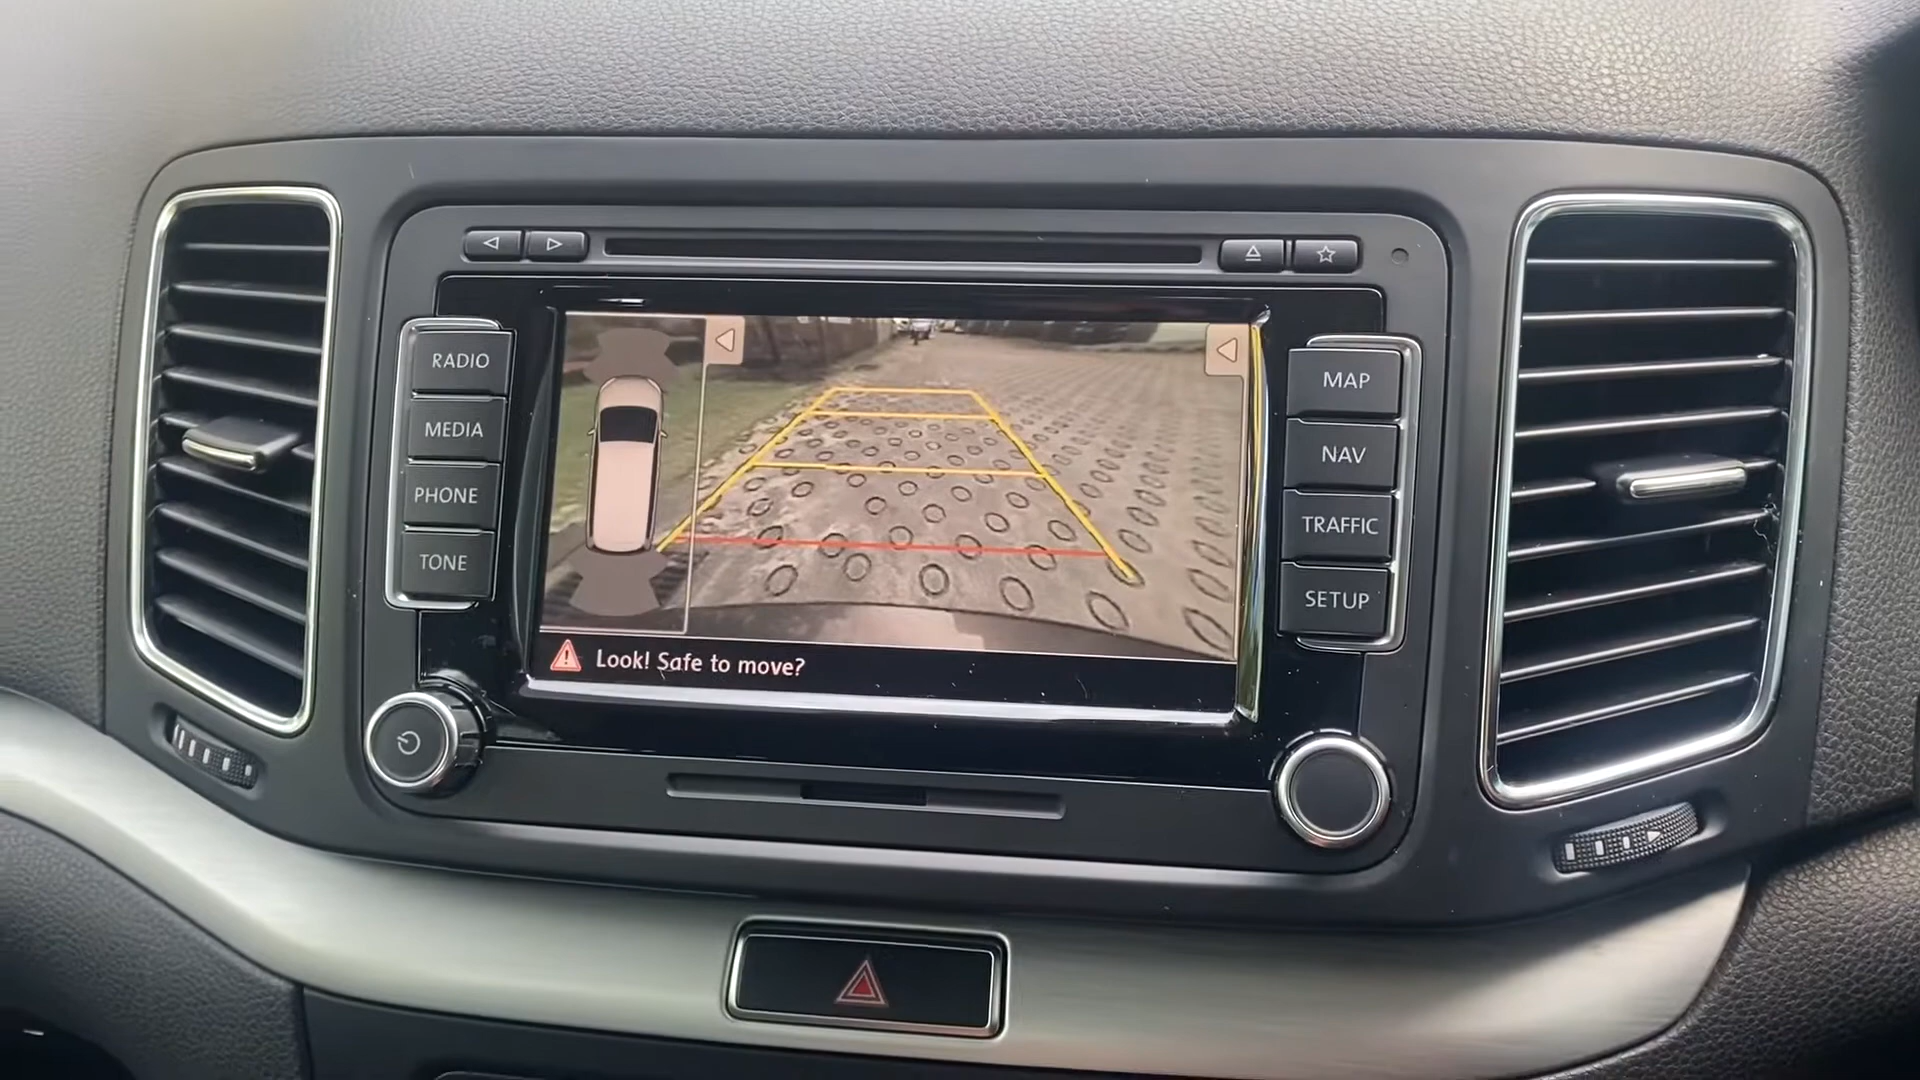 RADIO
MEDIA
PHONE
TONE
MAP
NAV
TRAFFIC
SETUP
Look! Safe to move?